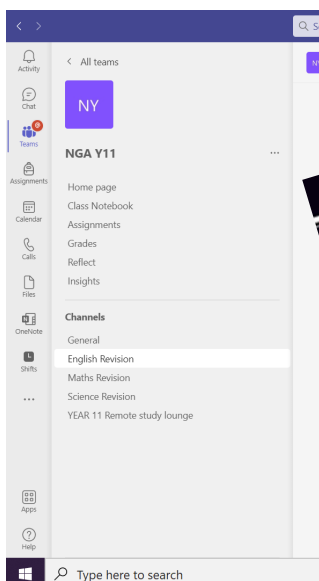 S
Activity
Chat
@
Teams
Assignments
Calendar
Calls
Files
OneNote
Shifts
Apps
Help
All teams
NY
NY
NGA Y11
Home page
Class Notebook
Assignments
Grades
Reflect
Insights
Channels
General
English Revision
Maths Revision
Science Revision
YEAR 11 Remote study lounge
Type here to search